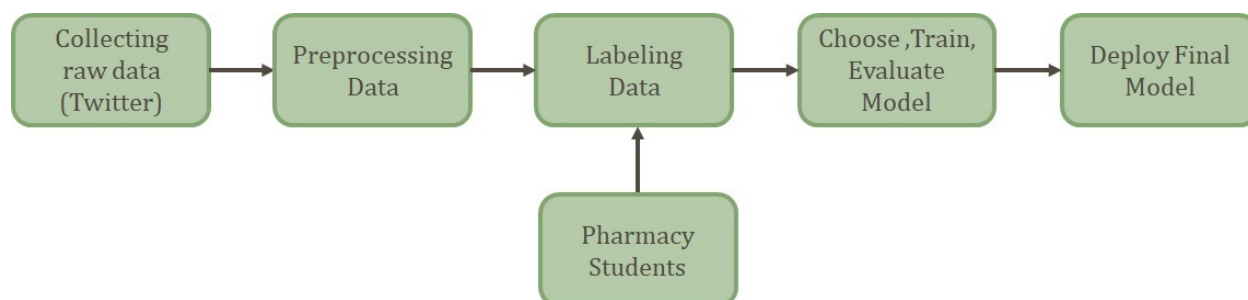 Collecting
raw data
(Twitter)
Preprocessing
Data
Labeling
Data
Choose ,Train,
Evaluate
Model
Deploy Final
Model
Pharmacy
Students